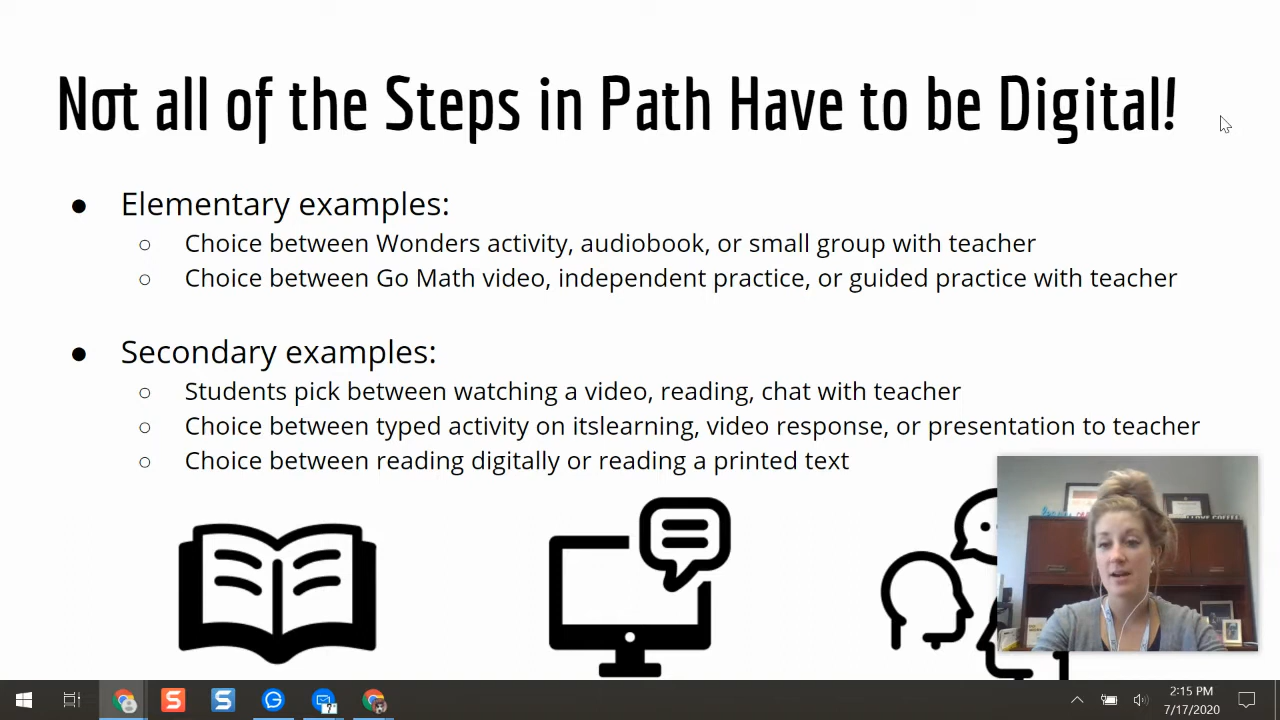 Not all of the Steps in Path Have to be Digital!
● Elementary examples:
○ Choice between Wonders activity, audiobook, or small group with teacher
○ Choice between Go Math video, independent practice, or guided practice with teacher
● Secondary examples:
○ Students pick between watching a video, reading, chat with teacher
○ Choice between typed activity on itslearning, video response, or presentation to teacher
○ Choice between reading digitally or reading a printed text
2:15 PM
7/17/2020